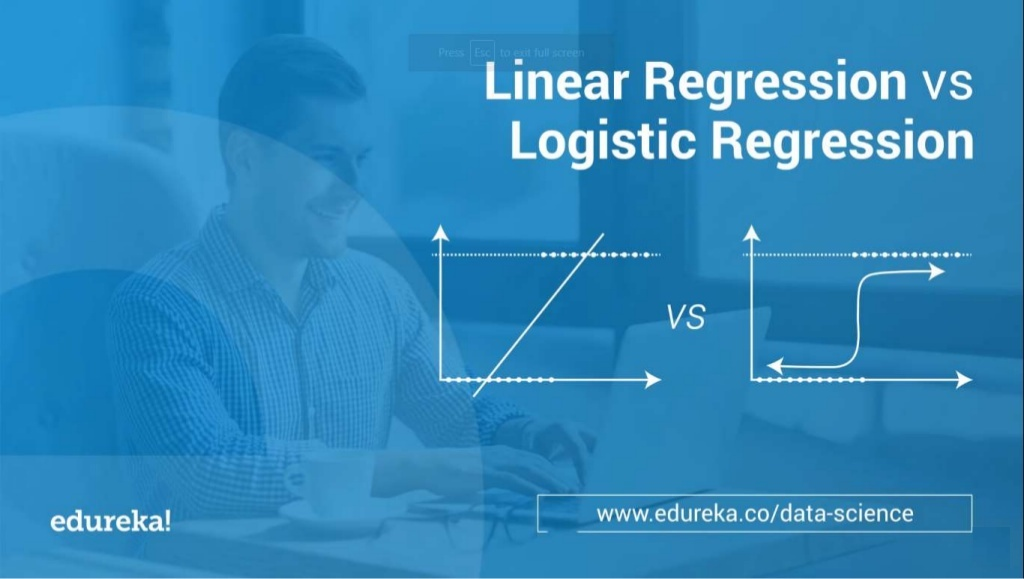 Press Esc to exit full screen
Linear Regression vs
Logistic Regression
VS
edureka!
www.edureka.co/data-science